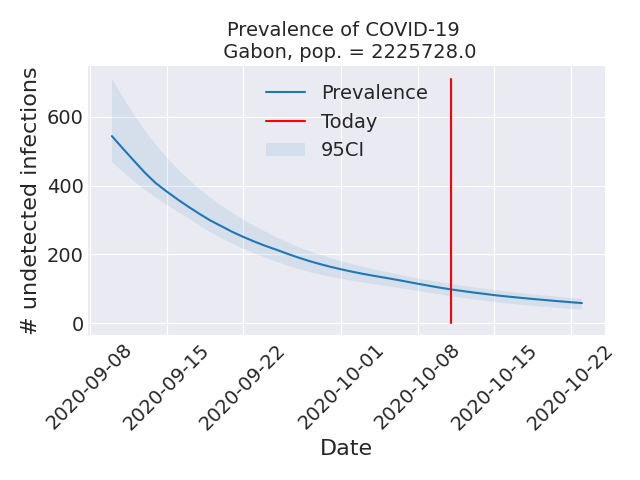 Prevalence of COVID-19
Gabon, pop. = 2225728.0
# undetected infections
600
400
200
0
Prevalence
Today
95CI
2020-09-08
2020-09-15
2020-09-22
2020-10-01
2020-10-08
2020-10-15
2020-10-22
Date